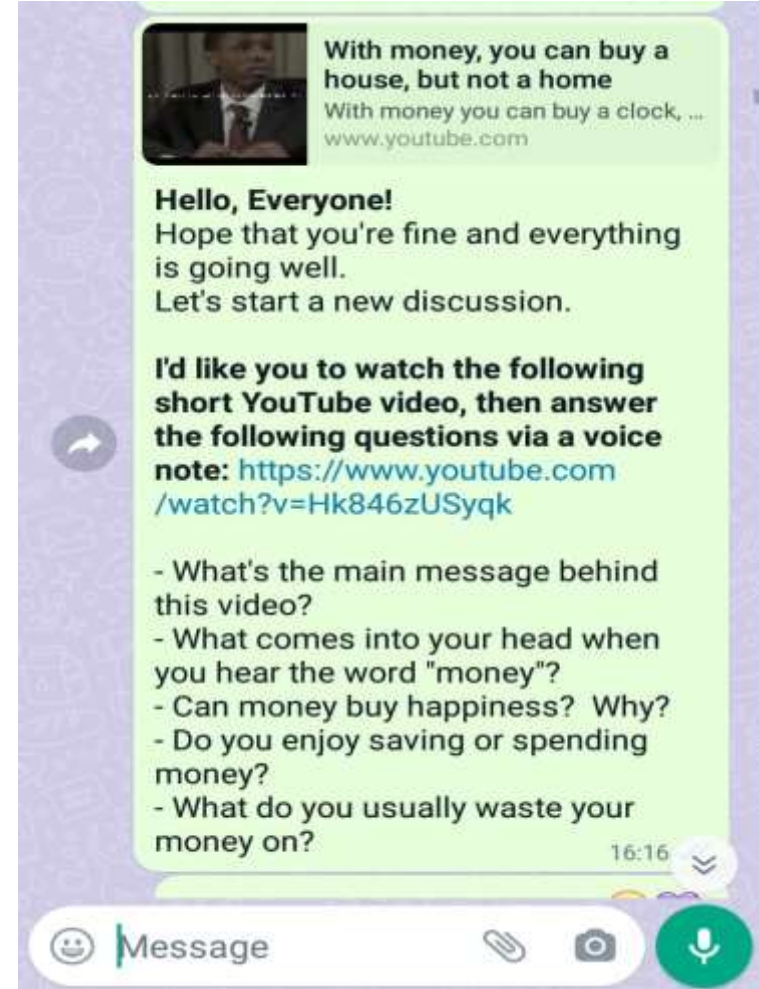 With money, you can buy a
house, but not a home
With money you can buy a clock, ...
www.youtube.com
Hello, Everyone!
Hope that you're fine and everything
is going well.
Let's start a new discussion.
I'd like you to watch the following
short YouTube video, then answer
the following questions via a voice
note: https://www.youtube.com
/watch?v=Hk846zUSyqk
- What's the main message behind
this video?
- What comes into your head when
you hear the word "money"?
- Can money buy happiness?  Why?
- Do you enjoy saving or spending
money?
- What do you usually waste your
money on?
16:16
Message